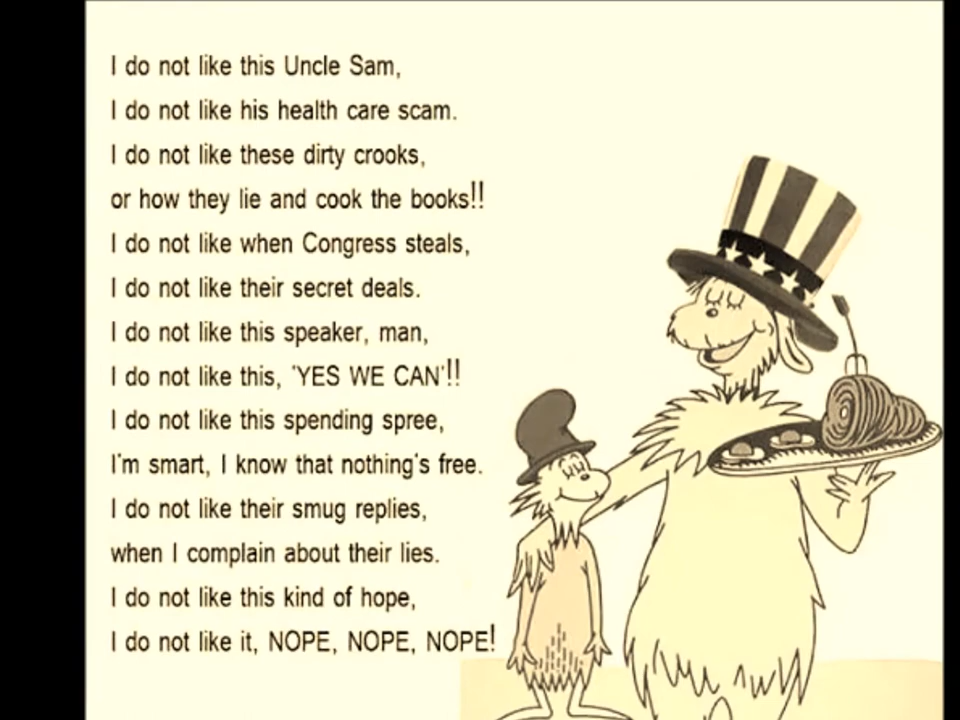 I do not like this Uncle Sam,
I do not like his health care scam.
I do not like these dirty crooks,
or how they lie and cook the books!!
I do not like when Congress steals,
I do not like their secret deals.
I do not like this speaker, man,
I do not like this, 'YES WE CAN'!!
I do not like this spending spree,
I'm smart, I know that nothing's free.
I do not like their smug replies,
when I complain about their lies.
I do not like this kind of hope,
I do not like it, NOPE, NOPE, NOPE!